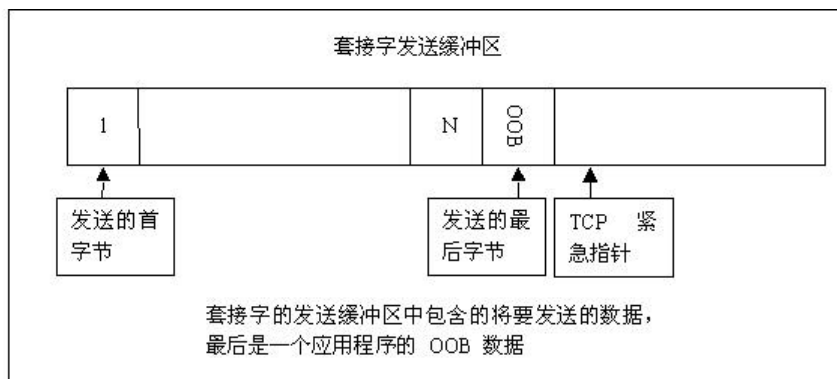 套接字发送缓冲区
1 N OOB
发送的首
字节
发送的最
后字节
TCP 紧
急指针
套接字的发送缓冲区中包含的将要发送的数据，
最后是一个应用程序的 OOB 数据